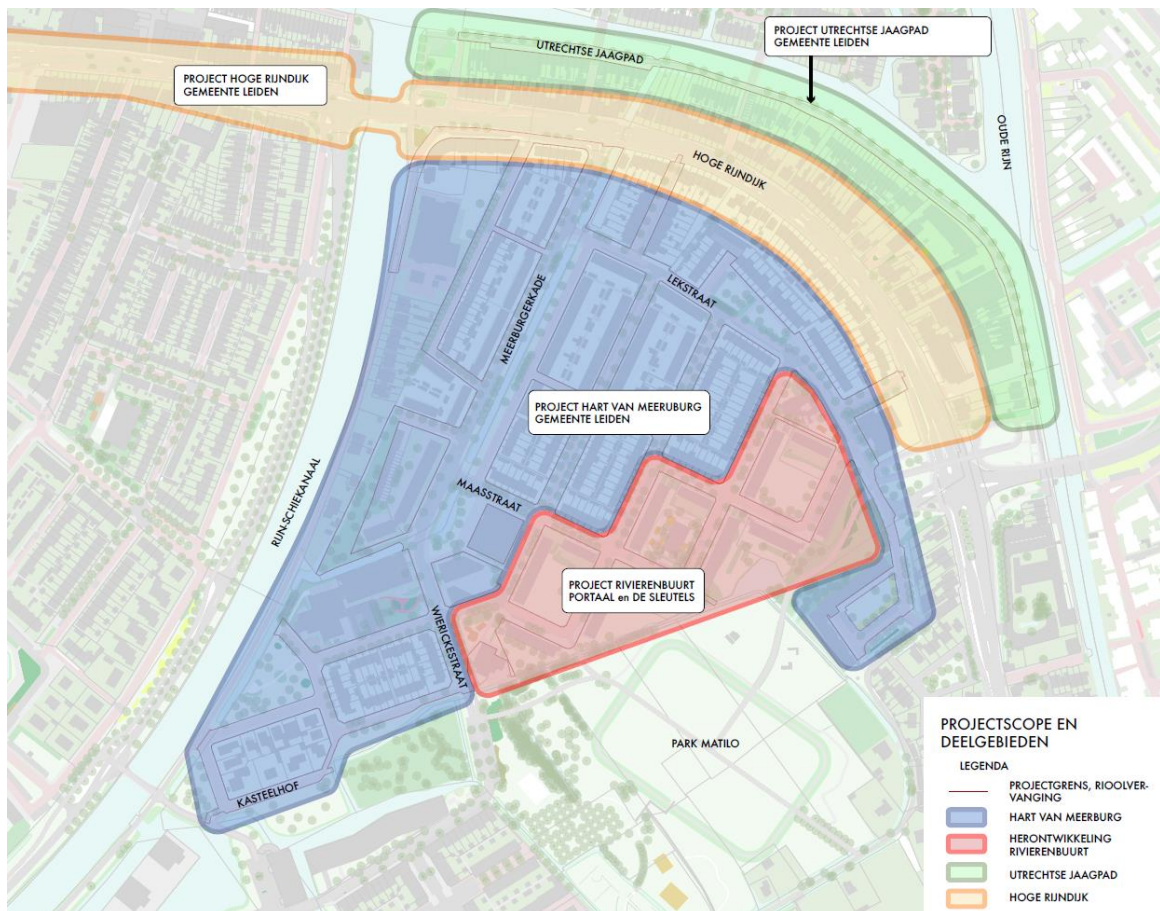 PROJECT UTRECHTSE JAAGPAD
GEMEENTE LEIDEN
UTRECHTSE JAAGPAD
PROJECT HOGE RIJNDIJK
GEMEENTE LEIDEN
OUDE RIJN
HOGE RIJNDIJK
LEKSTRAAT
MEERBURGERKADE
PROJECT HART VAN MEERUBURG
GEMEENTE LEIDEN
MAASSTRAAT
RIJN-SCHIEKANAAL
PROJECT RIVIERENBUURT
PORTAAL en DE SLEUTELS
WIERICKESTRAAT
PARK MATILO
KASTEELHOF
PROJECTSCOPE EN
DEELGEBIEDEN
LEGENDA
PROJECTGRENS, RIOOLVER-
VANGING
HART VAN MEERBURG
HERONTWIKKELING
RIVIERENBUURT
UTRECHTSE JAAGPAD
HOGE RIJNDIJK